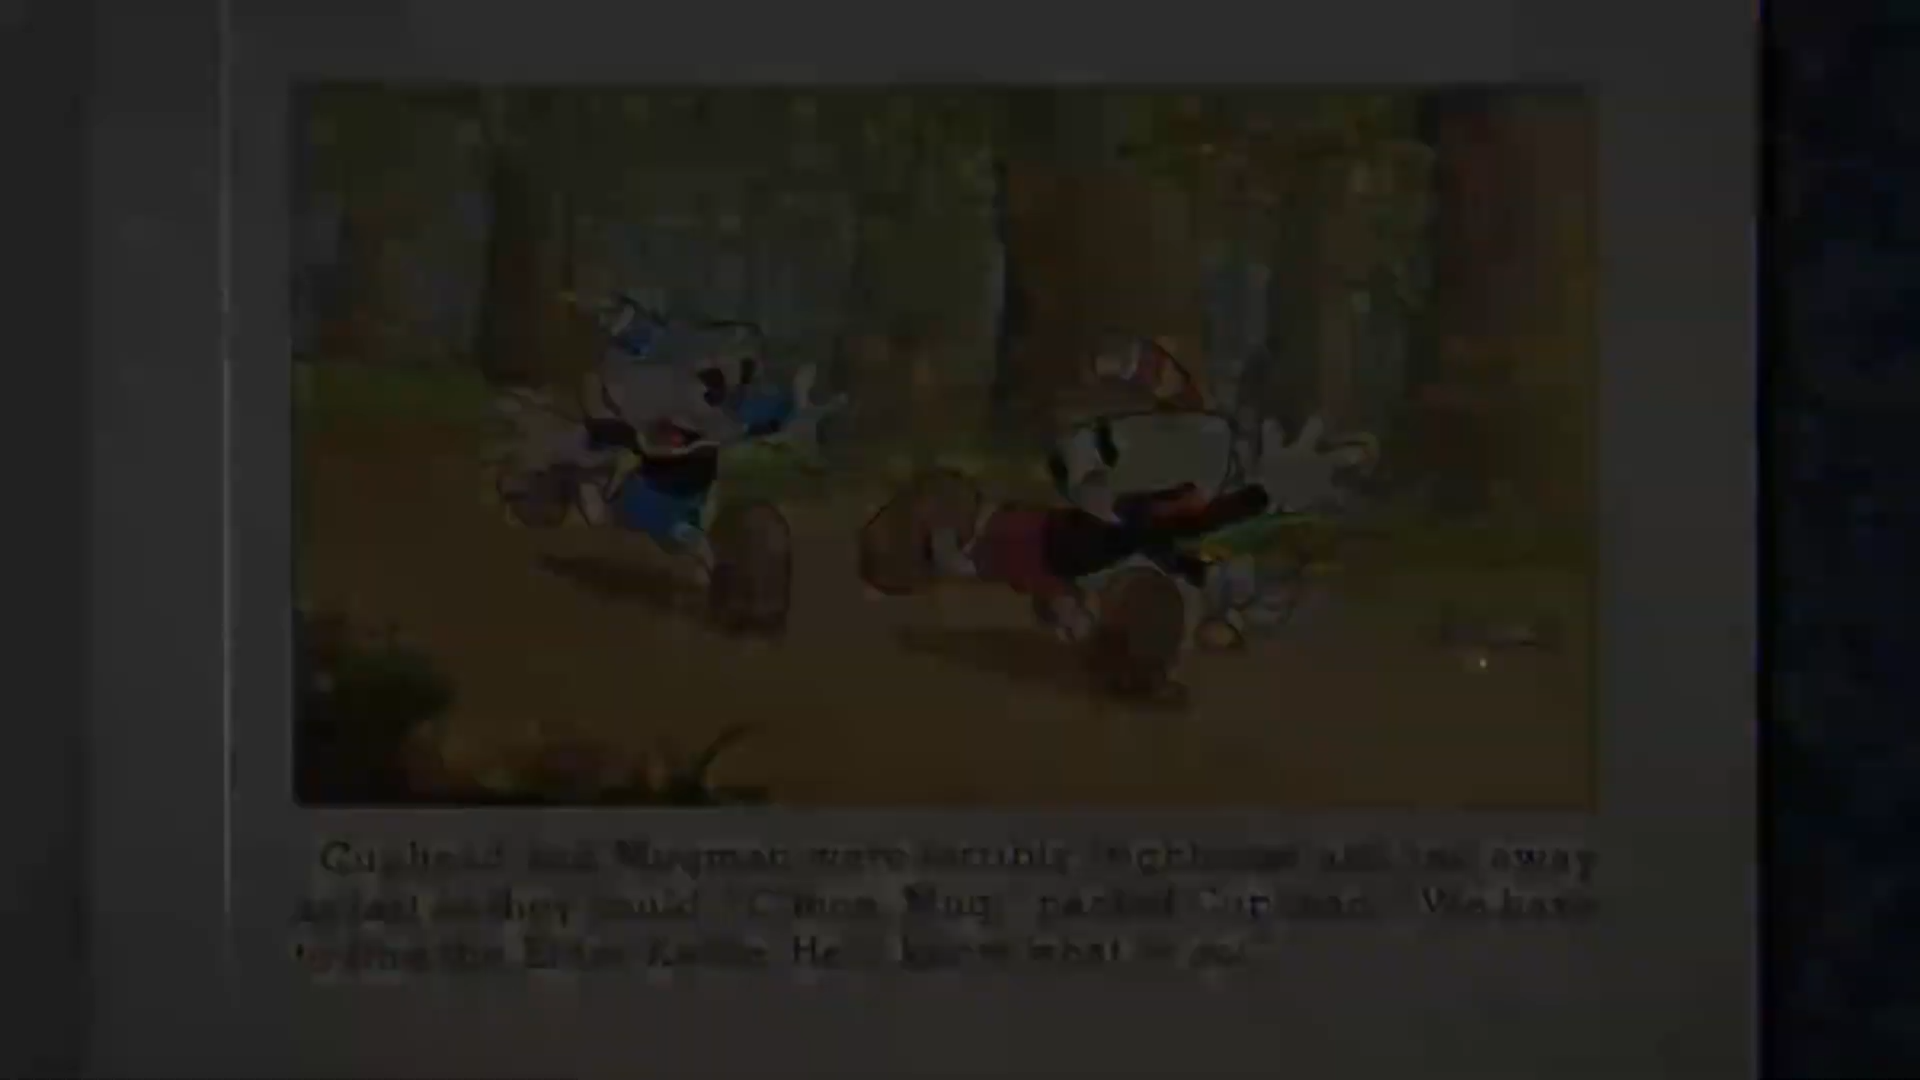 Cuphead and Mugman were terribly frightened and ran away
as fast as they could. "C'mon, Mug," panted Cuphead. "We have
to find the Elder Kettle. He'll know what to do!"